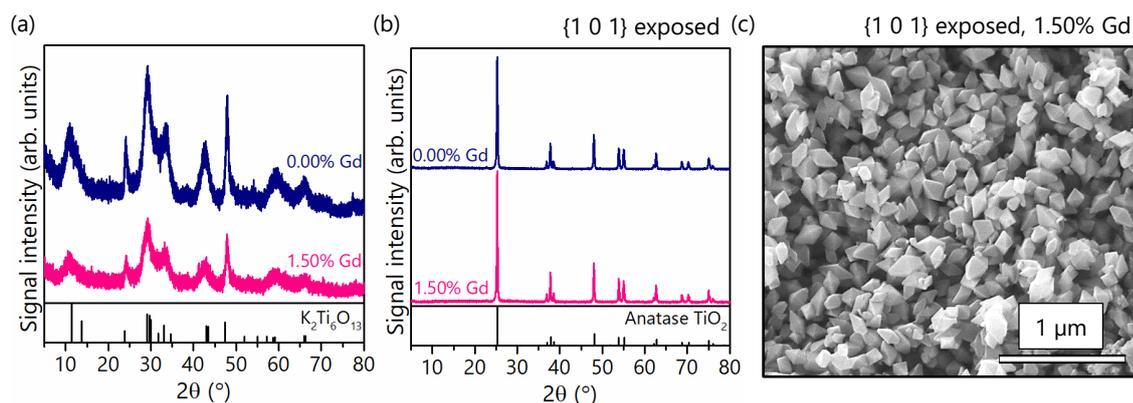 (a)
Signal intensity (arb. units)
0.00% Gd
1.50% Gd
K₂Ti₆O₁₃
10 20 30 40 50 60 70 80
2θ (°)
(b)
{1 0 1} exposed
Signal intensity (arb. units)
0.00% Gd
1.50% Gd
Anatase TiO₂
10 20 30 40 50 60 70 80
2θ (°)
(c)
{1 0 1} exposed, 1.50% Gd
1 µm